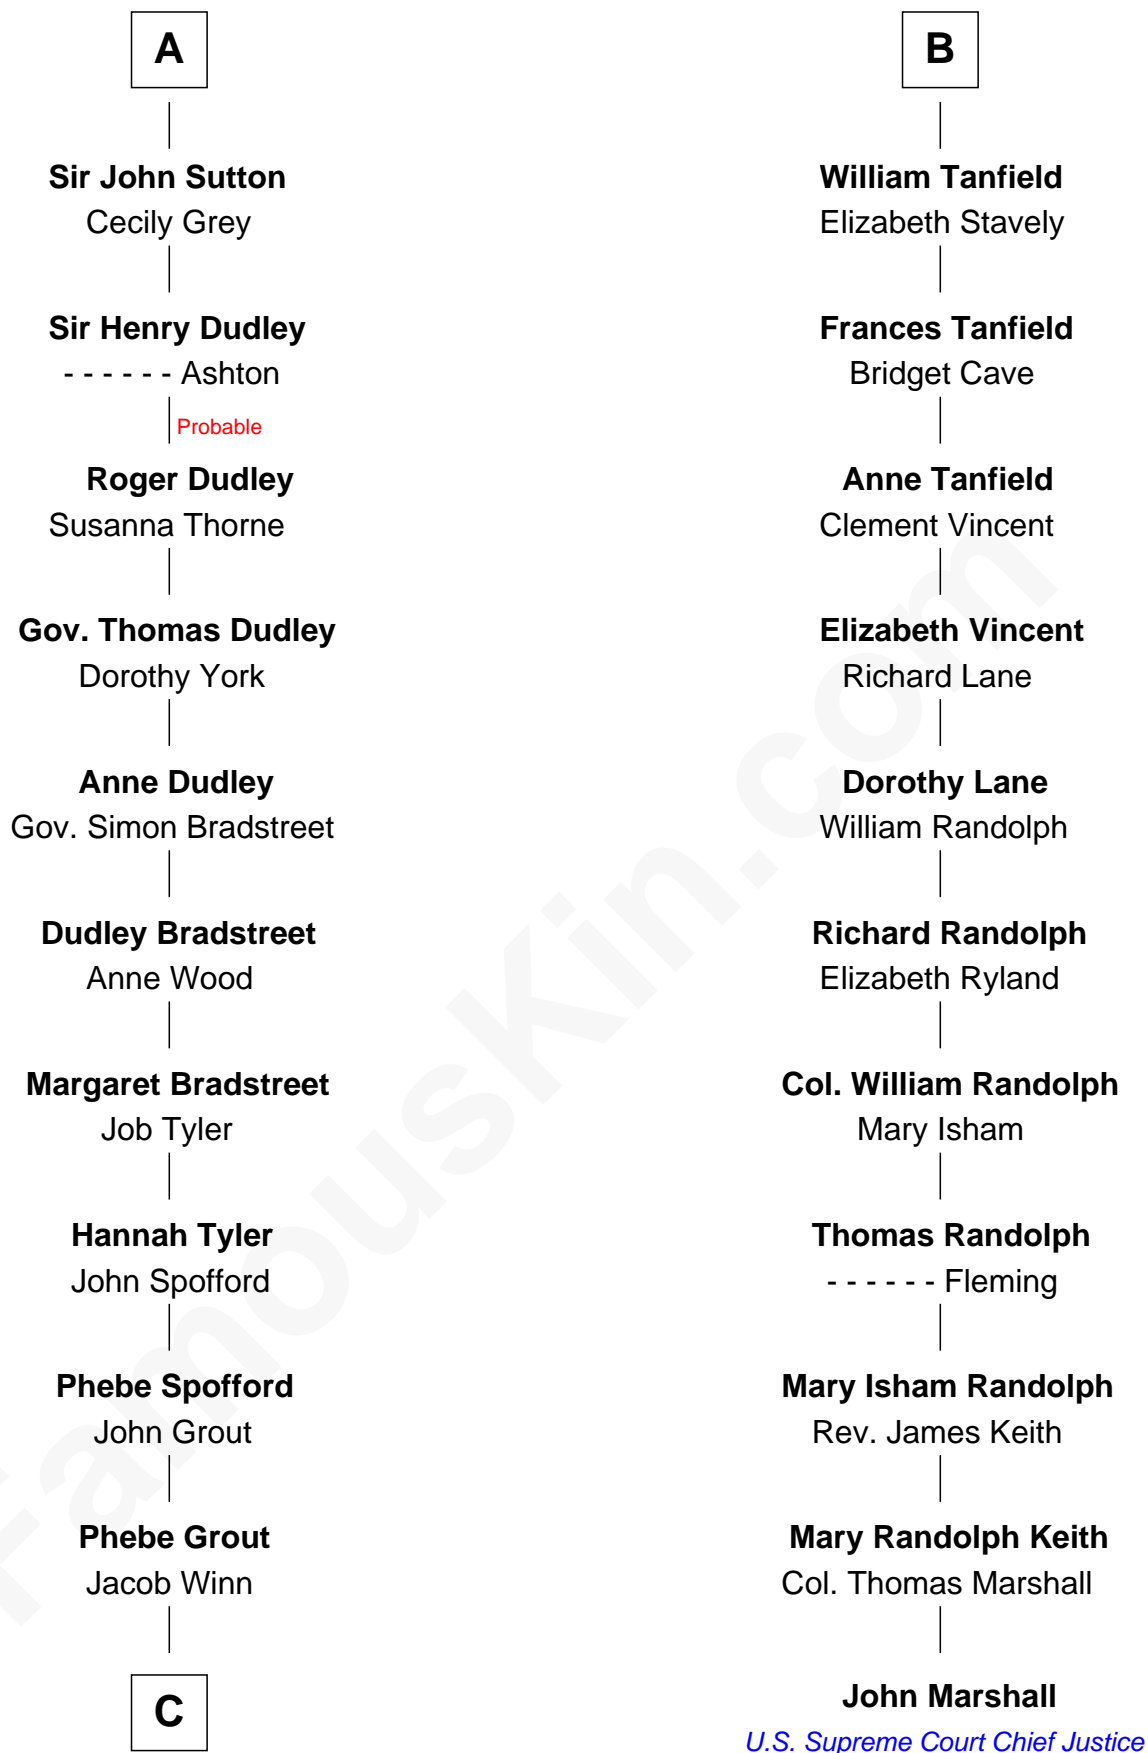 A
Sir John Sutton
Cecily Grey
Sir Henry Dudley
- - - - - - Ashton
Probable
Roger Dudley
Susanna Thorne
Gov. Thomas Dudley
Dorothy York
Anne Dudley
Gov. Simon Bradstreet
Dudley Bradstreet
Anne Wood
Margaret Bradstreet
Job Tyler
Hannah Tyler
John Spofford
Phebe Spofford
John Grout
Phebe Grout
Jacob Winn
C
B
William Tanfield
Elizabeth Stavely
Frances Tanfield
Bridget Cave
Anne Tanfield
Clement Vincent
Elizabeth Vincent
Richard Lane
Dorothy Lane
William Randolph
Richard Randolph
Elizabeth Ryland
Col. William Randolph
Mary Isham
Thomas Randolph
- - - - - - Fleming
Mary Isham Randolph
Rev. James Keith
Mary Randolph Keith
Col. Thomas Marshall
John Marshall
U.S. Supreme Court Chief Justice
FamousKin.com